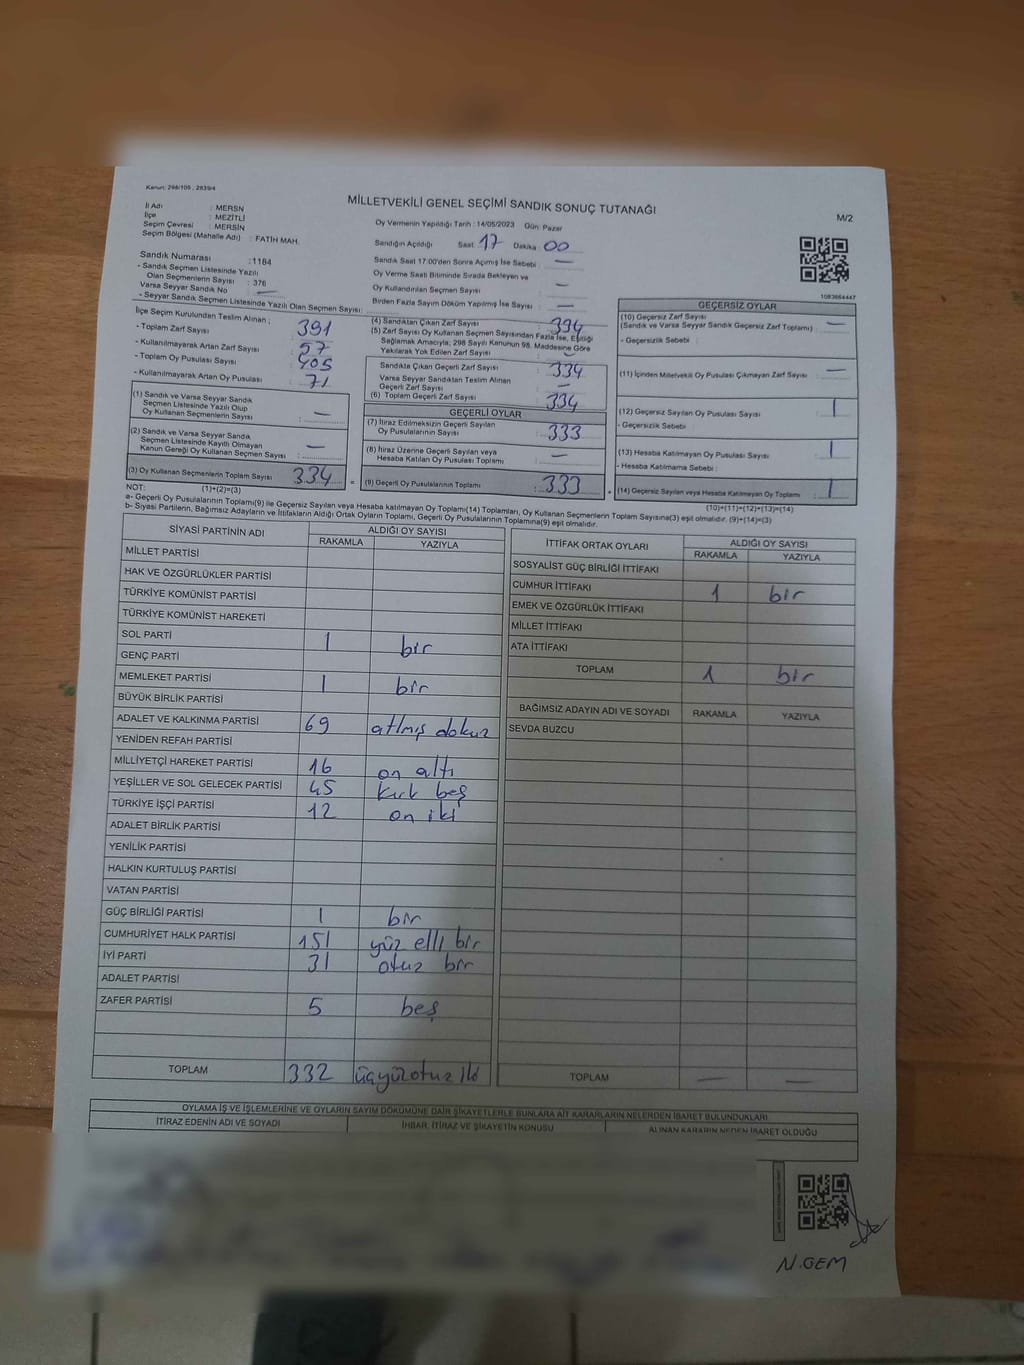 Kanun: 298/105 , 2839/4
MİLLETVEKİLİ GENEL SEÇİMİ SANDIK SONUÇ TUTANAĞI
M/2
İl Adı : MERSN
İlçe : MEZİTLİ
Seçim Çevresi : MERSİN
Seçim Bölgesi (Mahalle Adı) : FATİH MAH.
Oy Vermenin Yapıldığı Tarih : 14/05/2023 Gün: Pazar
Sandığın Açıldığı Saat 17 Dakika 00
Sandık Saat 17:00'den Sonra Açılmış İse Sebebi : —
Oy Verme Saati Bitiminde Sırada Bekleyen ve
Oy Kullandırılan Seçmen Sayısı : —
Birden Fazla Sayım Döküm Yapılmış İse Sayısı : —
Sandık Numarası :1184
- Sandık Seçmen Listesinde Yazılı
Olan Seçmenlerin Sayısı : 376
Varsa Seyyar Sandık No : —
- Seyyar Sandık Seçmen Listesinde Yazılı Olan Seçmen Sayısı :
1093664447
İlçe Seçim Kurulundan Teslim Alınan ;
- Toplam Zarf Sayısı : 391
- Kullanılmayarak Artan Zarf Sayısı : 57
- Toplam Oy Pusulası Sayısı : 405
- Kullanılmayarak Artan Oy Pusulası : 71
(1) Sandık ve Varsa Seyyar Sandık
Seçmen Listesinde Yazılı Olup
Oy Kullanan Seçmenlerin Sayısı : —
(2) Sandık ve Varsa Seyyar Sandık
Seçmen Listesinde Kayıtlı Olmayan
Kanun Gereği Oy Kullanan Seçmen Sayısı : —
(3) Oy Kullanan Seçmenlerin Toplam Sayısı : 334
(4) Sandıktan Çıkan Zarf Sayısı : 334
(5) Zarf Sayısı Oy Kullanan Seçmen Sayısından Fazla İse, Eşitliği
Sağlamak Amacıyla; 298 Sayılı Kanunun 98. Maddesine Göre
Yakılarak Yok Edilen Zarf Sayısı :
Sandıkta Çıkan Geçerli Zarf Sayısı : 334
Varsa Seyyar Sandıktan Teslim Alınan
Geçerli Zarf Sayısı : —
(6) Toplam Geçerli Zarf Sayısı : 334
GEÇERLİ OYLAR
(7) İtiraz Edilmeksizin Geçerli Sayılan
Oy Pusulalarının Sayısı : 333
(8) İtiraz Üzerine Geçerli Sayılan veya
Hesaba Katılan Oy Pusulası Toplamı : —
(9) Geçerli Oy Pusulalarının Toplamı : 333
GEÇERSİZ OYLAR
(10) Geçersiz Zarf Sayısı
(Sandık ve Varsa Seyyar Sandık Geçersiz Zarf Toplamı) : —
- Geçersizlik Sebebi :
(11) İçinden Milletvekili Oy Pusulası Çıkmayan Zarf Sayısı : —
(12) Geçersiz Sayılan Oy Pusulası Sayısı : 1
- Geçersizlik Sebebi :
(13) Hesaba Katılmayan Oy Pusulası Sayısı : 1
- Hesaba Katılmama Sebebi :
(14) Geçersiz Sayılan veya Hesaba Katılmayan Oy Toplamı : 1
NOT: (1)+(2)=(3)
(10)+(11)+(12)+(13)=(14)
a- Geçerli Oy Pusulalarının Toplamı(9) ile Geçersiz Sayılan veya Hesaba katılmayan Oy Toplamı(14) Toplamları, Oy Kullanan Seçmenlerin Toplam Sayısına(3) eşit olmalıdır. (9)+(14)=(3)
b- Siyasi Partilerin, Bağımsız Adayların ve İttifakların Aldığı Ortak Oyların Toplamı, Geçerli Oy Pusulalarının Toplamına(9) eşit olmalıdır.
SİYASİ PARTİNİN ADI ALDIĞI OY SAYISI
RAKAMLA YAZIYLA
MİLLET PARTİSİ
HAK VE ÖZGÜRLÜKLER PARTİSİ
TÜRKİYE KOMÜNİST PARTİSİ
TÜRKİYE KOMÜNİST HAREKETİ
SOL PARTİ 1 bir
GENÇ PARTİ
MEMLEKET PARTİSİ 1 bir
BÜYÜK BİRLİK PARTİSİ
ADALET VE KALKINMA PARTİSİ 69 atlmış dokuz
YENİDEN REFAH PARTİSİ
MİLLİYETÇİ HAREKET PARTİSİ 16 on altı
YEŞİLLER VE SOL GELECEK PARTİSİ 45 kırk beş
TÜRKİYE İŞÇİ PARTİSİ 12 on iki
ADALET BİRLİK PARTİSİ
YENİLİK PARTİSİ
HALKIN KURTULUŞ PARTİSİ
VATAN PARTİSİ
GÜÇ BİRLİĞİ PARTİSİ 1 bir
CUMHURİYET HALK PARTİSİ 151 yüz elli bir
İYİ PARTİ 31 otuz bir
ADALET PARTİSİ
ZAFER PARTİSİ 5 beş
TOPLAM 332 üçyüzotuz iki
İTTİFAK ORTAK OYLARI ALDIĞI OY SAYISI
RAKAMLA YAZIYLA
SOSYALİST GÜÇ BİRLİĞİ İTTİFAKI
CUMHUR İTTİFAKI 1 bir
EMEK VE ÖZGÜRLÜK İTTİFAKI
MİLLET İTTİFAKI
ATA İTTİFAKI
TOPLAM 1 bir
BAĞIMSIZ ADAYIN ADI VE SOYADI RAKAMLA YAZIYLA
SEVDA BUZCU
TOPLAM — —
OYLAMA İŞ VE İŞLEMLERİNE VE OYLARIN SAYIM DÖKÜMÜNE DAİR ŞİKAYETLERLE BUNLARA AİT KARARLARIN NELERDEN İBARET BULUNDUKLARI
İTİRAZ EDENİN ADI VE SOYADI İHBAR, İTİRAZ VE ŞİKAYETİN KONUSU ALINAN KARARIN NEDEN İBARET OLDUĞU
N.GEM